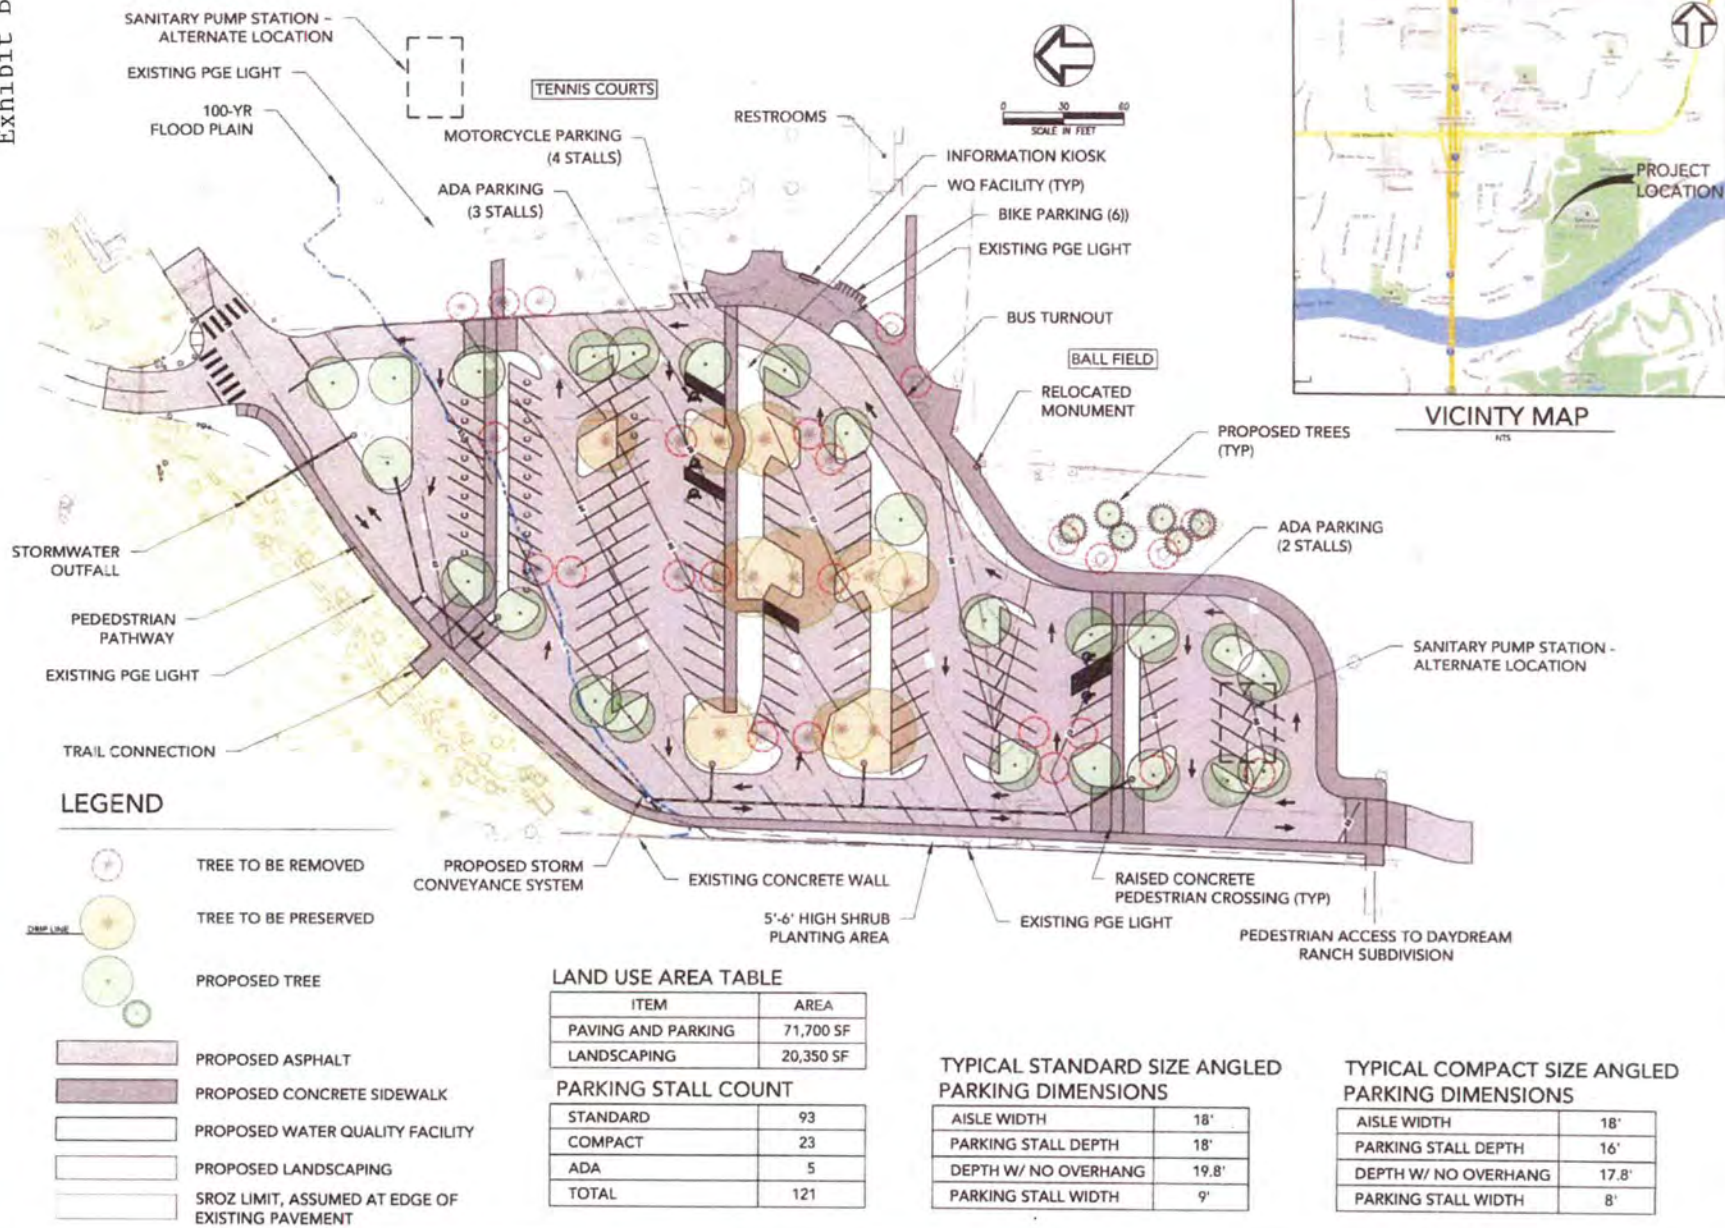 Exhibit B
SANITARY PUMP STATION -
ALTERNATE LOCATION
EXISTING PGE LIGHT
100-YR
FLOOD PLAIN
TENNIS COURTS
MOTORCYCLE PARKING
(4 STALLS)
ADA PARKING
(3 STALLS)
RESTROOMS
0 30 60
SCALE IN FEET
INFORMATION KIOSK
WQ FACILITY (TYP)
BIKE PARKING (6))
EXISTING PGE LIGHT
BUS TURNOUT
BALL FIELD
RELOCATED
MONUMENT
PROJECT
LOCATION
VICINTY MAP
NTS
PROPOSED TREES
(TYP)
ADA PARKING
(2 STALLS)
SANITARY PUMP STATION -
ALTERNATE LOCATION
STORMWATER
OUTFALL
PEDEDSTRIAN
PATHWAY
EXISTING PGE LIGHT
TRAIL CONNECTION
PROPOSED STORM
CONVEYANCE SYSTEM
EXISTING CONCRETE WALL
5'-6' HIGH SHRUB
PLANTING AREA
EXISTING PGE LIGHT
RAISED CONCRETE
PEDESTRIAN CROSSING (TYP)
PEDESTRIAN ACCESS TO DAYDREAM
RANCH SUBDIVISION
LEGEND
TREE TO BE REMOVED
DRIP LINE
TREE TO BE PRESERVED
PROPOSED TREE
PROPOSED ASPHALT
PROPOSED CONCRETE SIDEWALK
PROPOSED WATER QUALITY FACILITY
PROPOSED LANDSCAPING
SROZ LIMIT, ASSUMED AT EDGE OF
EXISTING PAVEMENT
LAND USE AREA TABLE
ITEM AREA
PAVING AND PARKING 71,700 SF
LANDSCAPING 20,350 SF
PARKING STALL COUNT
STANDARD 93
COMPACT 23
ADA 5
TOTAL 121
TYPICAL STANDARD SIZE ANGLED
PARKING DIMENSIONS
AISLE WIDTH 18'
PARKING STALL DEPTH 18'
DEPTH W/ NO OVERHANG 19.8'
PARKING STALL WIDTH 9'
TYPICAL COMPACT SIZE ANGLED
PARKING DIMENSIONS
AISLE WIDTH 18'
PARKING STALL DEPTH 16'
DEPTH W/ NO OVERHANG 17.8'
PARKING STALL WIDTH 8'